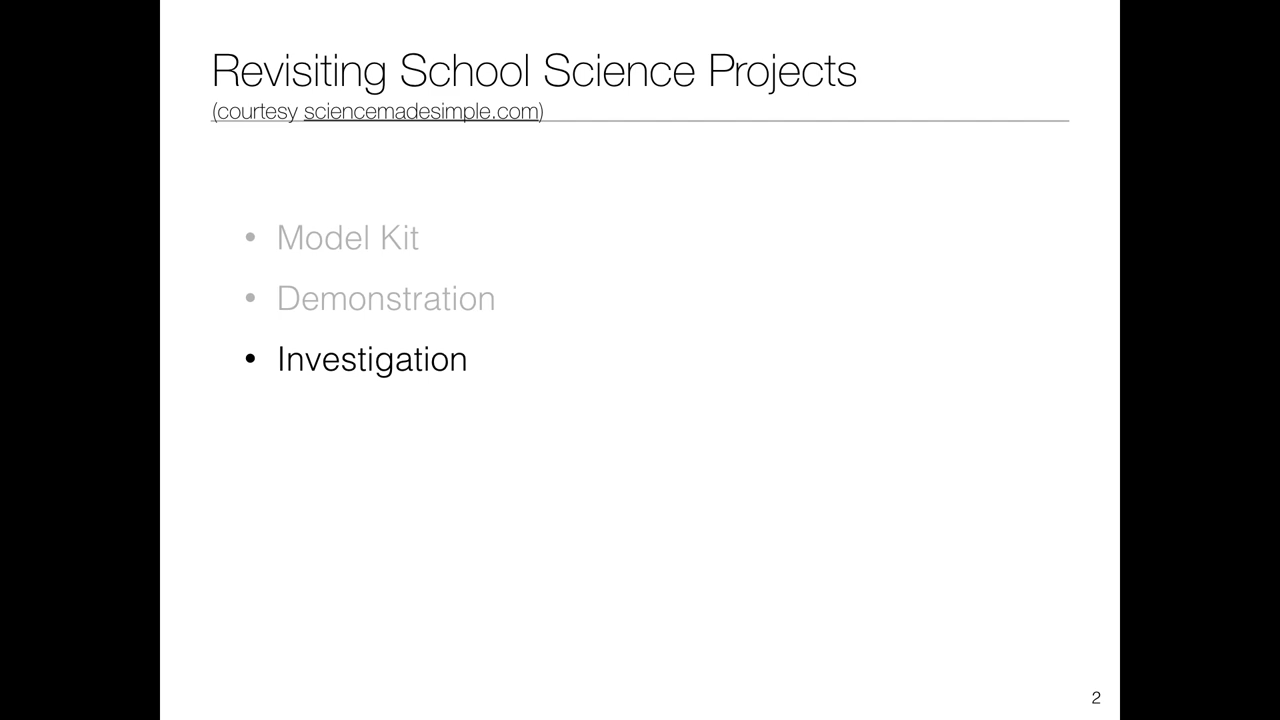 Revisiting School Science Projects
(courtesy sciencemadesimple.com)
• Model Kit
• Demonstration
• Investigation
2